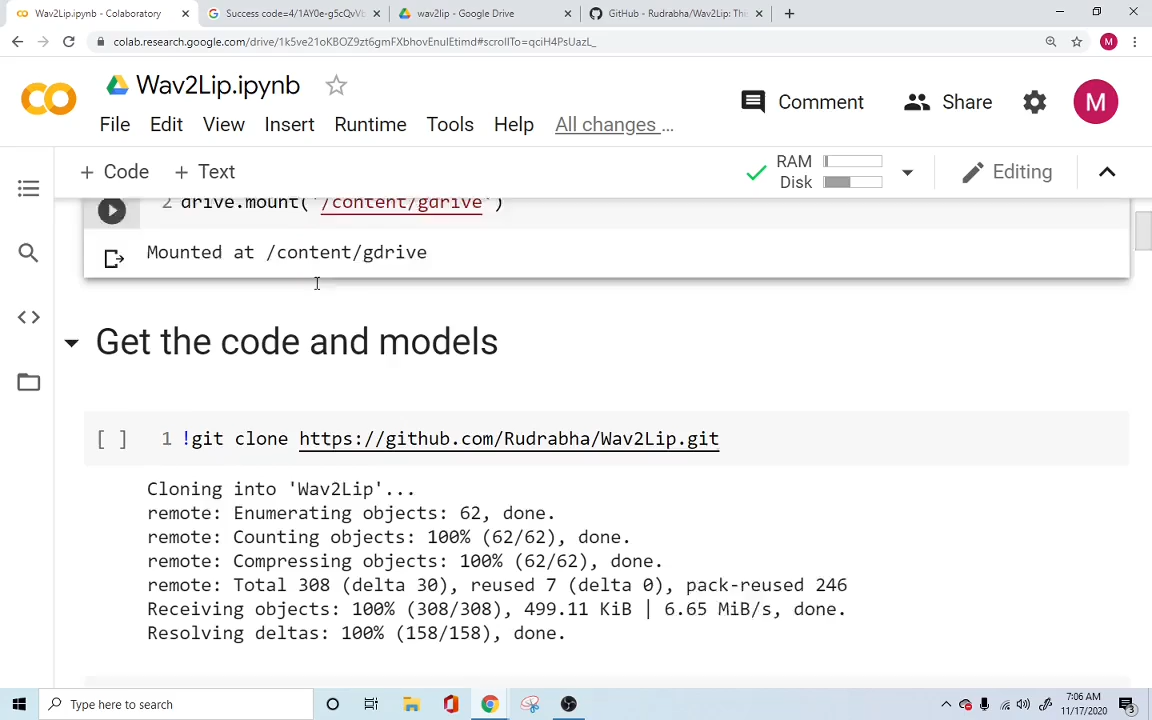 Wav2Lip.ipynb - Colaboratory
Success code=4/1AY0e-g5cQvVt
wav2lip - Google Drive
GitHub - Rudrabha/Wav2Lip: Th
colab.research.google.com/drive/1k5ve21oKBOZ9zt6gmFXbhovEnulEtimd#scrollTo=qciH4PsUazL_
M
CO
Wav2Lip.ipynb
Comment
Share
M
File Edit View Insert Runtime Tools Help All changes ...
+ Code + Text
RAM
Disk
Editing
2 drive.mount('/content/gdrive')
Mounted at /content/gdrive
Get the code and models
[ ] 1 !git clone https://github.com/Rudrabha/Wav2Lip.git
Cloning into 'Wav2Lip'...
remote: Enumerating objects: 62, done.
remote: Counting objects: 100% (62/62), done.
remote: Compressing objects: 100% (62/62), done.
remote: Total 308 (delta 30), reused 7 (delta 0), pack-reused 246
Receiving objects: 100% (308/308), 499.11 KiB | 6.65 MiB/s, done.
Resolving deltas: 100% (158/158), done.
Type here to search
7:06 AM
11/17/2020
3